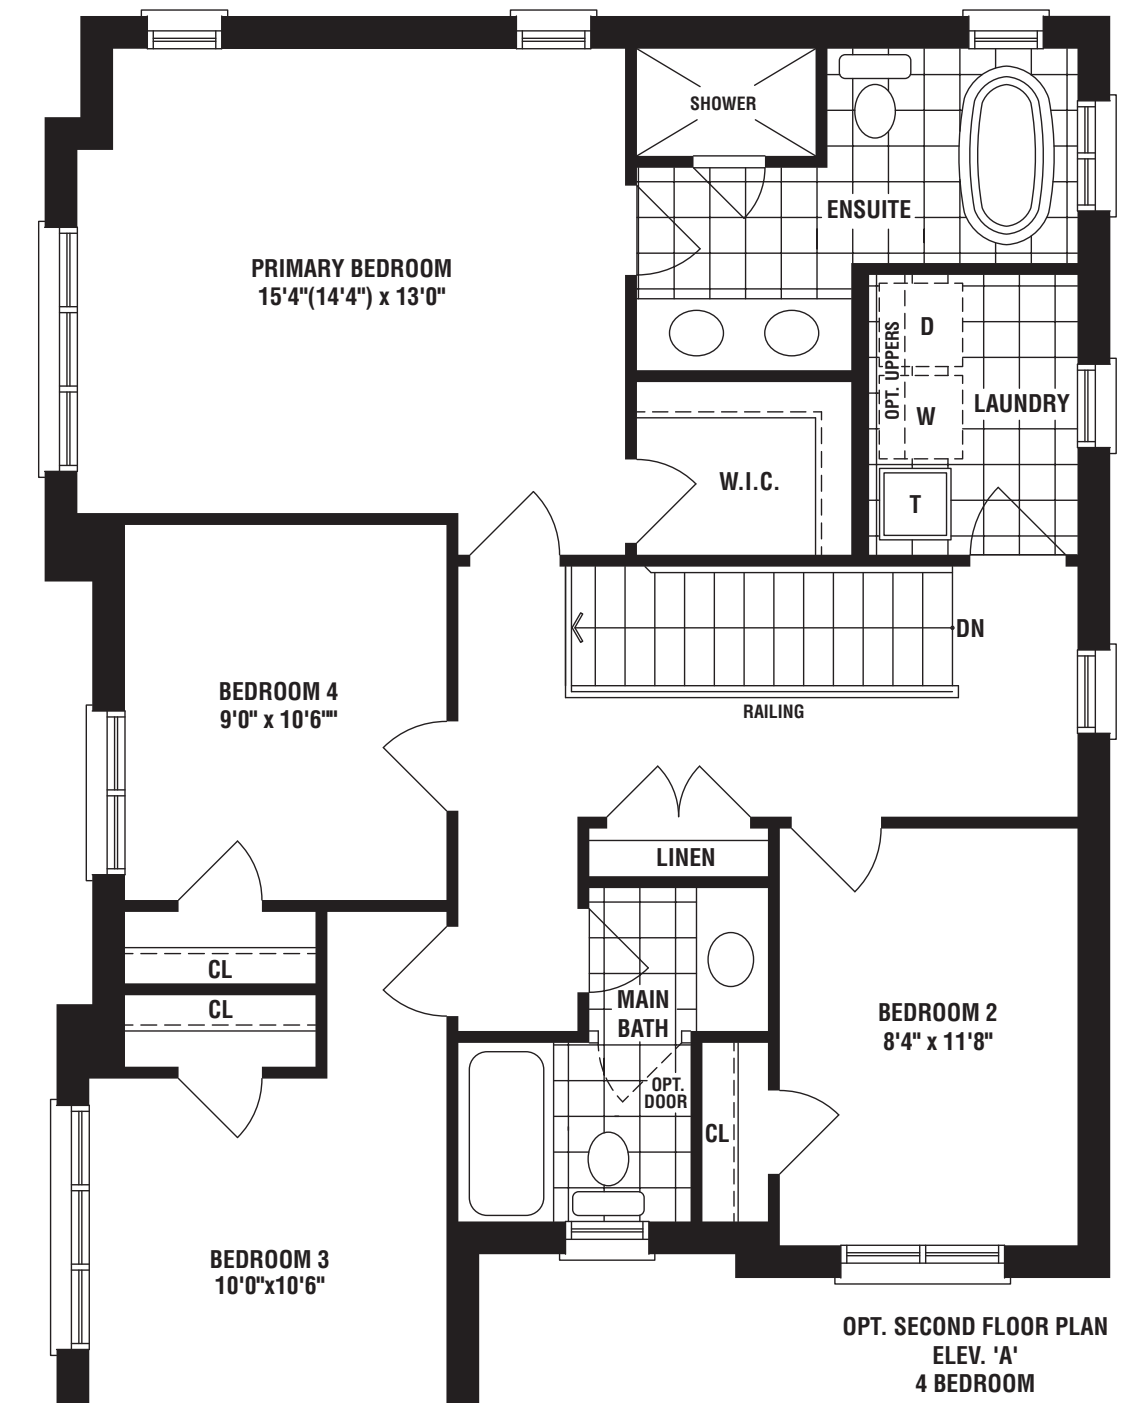 SHOWER
ENSUITE
PRIMARY BEDROOM
15'4"(14'4") x 13'0"
OPT. UPPERS
D
W
LAUNDRY
W.I.C.
T
DN
RAILING
BEDROOM 4
9'0" x 10'6""
LINEN
CL
CL
MAIN
BATH
BEDROOM 2
8'4" x 11'8"
OPT.
DOOR
CL
BEDROOM 3
10'0"x10'6"
OPT. SECOND FLOOR PLAN
ELEV. 'A'
4 BEDROOM